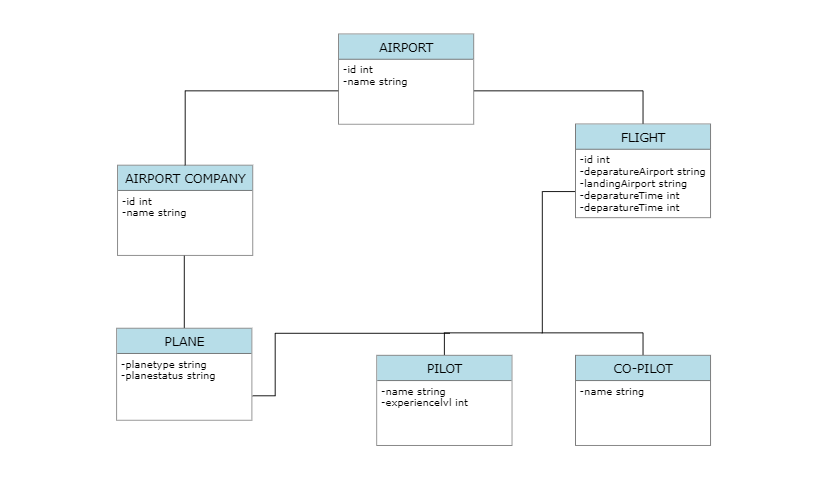 AIRPORT
-id int
-name string
FLIGHT
-id int
-deparatureAirport string
-landingAirport string
-deparatureTime int
-deparatureTime int
AIRPORT COMPANY
-id int
-name string
PLANE
-planetype string
-planestatus string
PILOT
-name string
-experiencelvl int
CO-PILOT
-name string